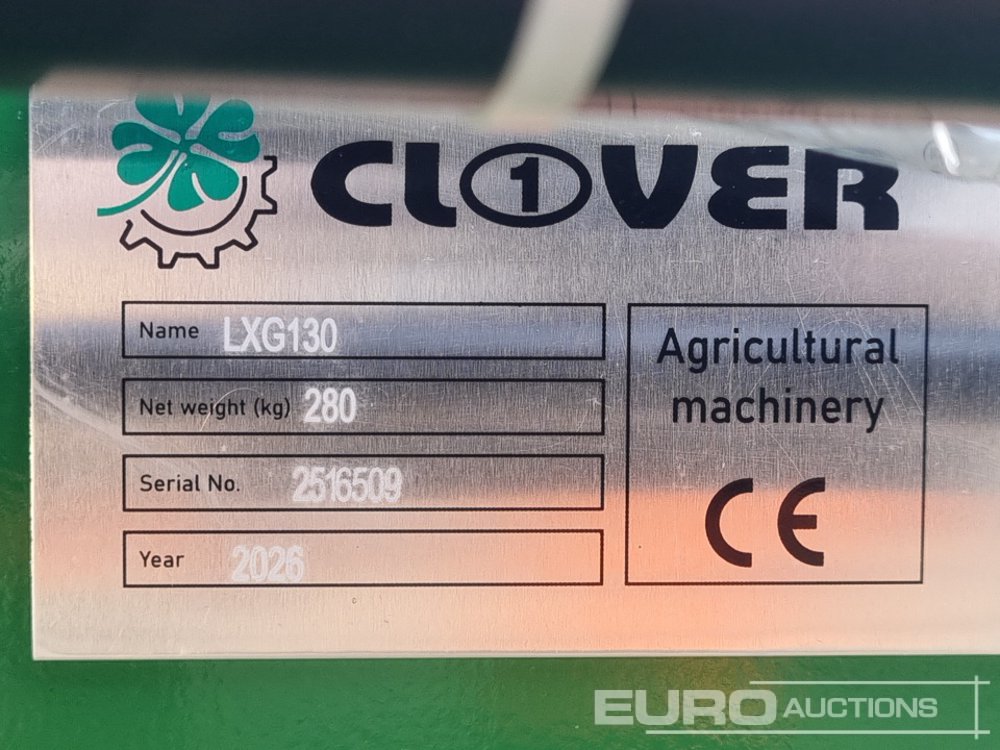 CL1VER
Name LXG130
Net weight (kg) 280
Serial No. 2516509
Year 2026
Agricultural
machinery
CE
EURO AUCTIONS